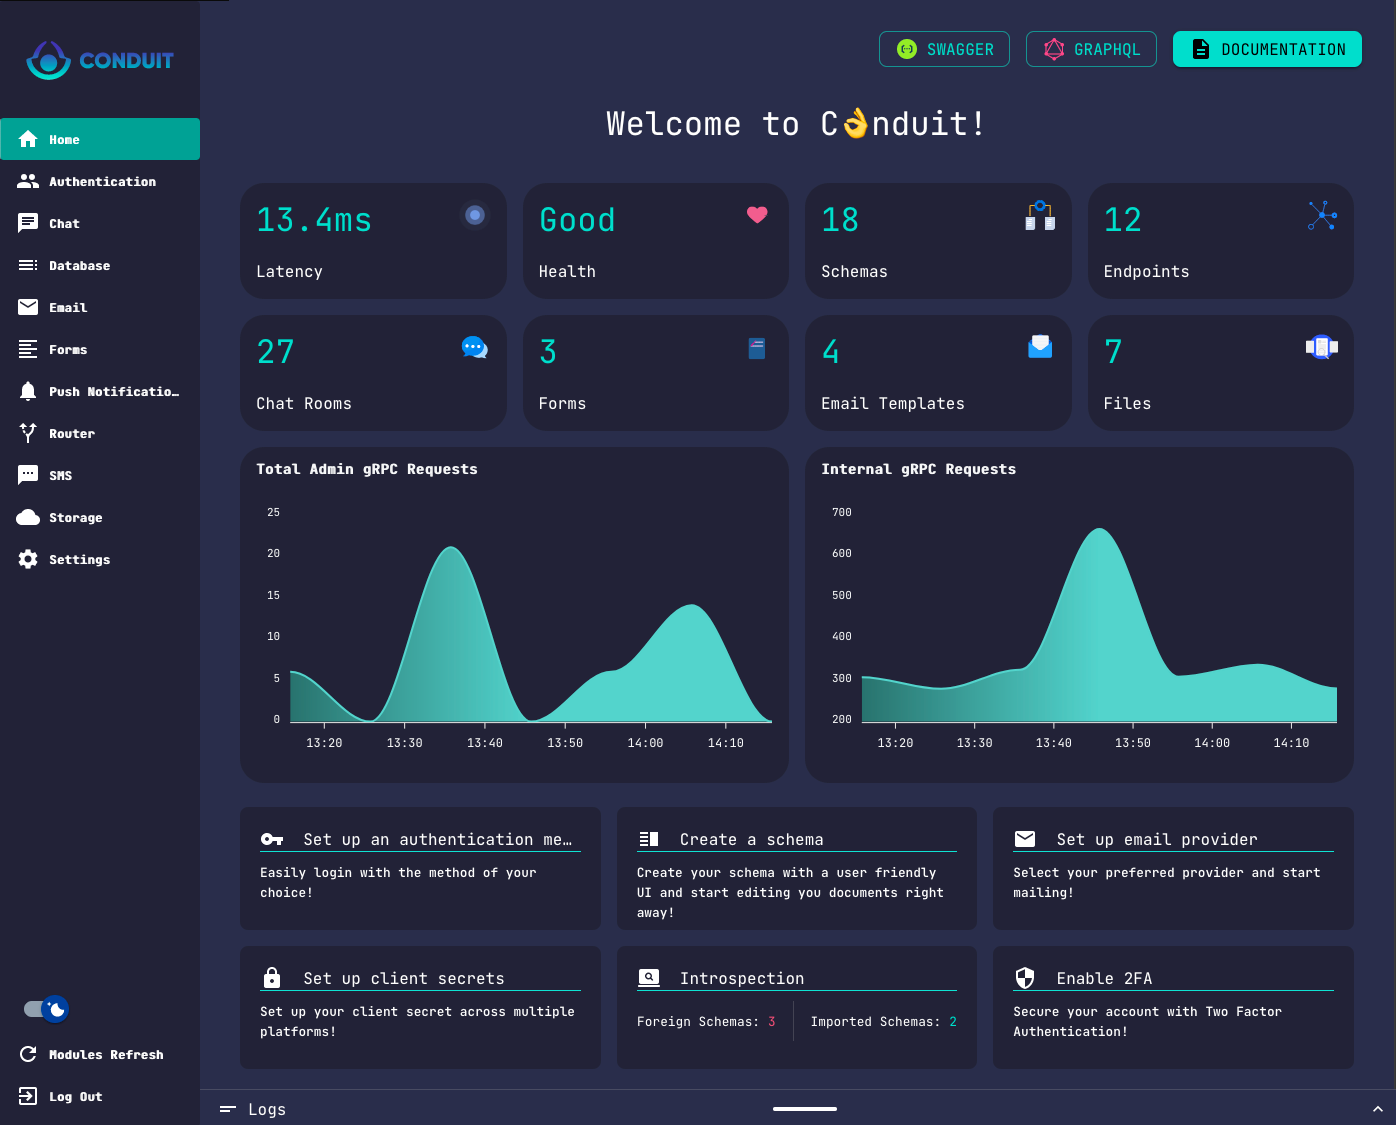 CONDUIT
SWAGGER
GRAPHQL
DOCUMENTATION
Welcome to C👌nduit!
Home
Authentication
Chat
Database
Email
Forms
Push Notificatio…
Router
SMS
Storage
Settings
Modules Refresh
Log Out
13.4ms
Latency
Good
Health
18
Schemas
12
Endpoints
27
Chat Rooms
3
Forms
4
Email Templates
7
Files
Total Admin gRPC Requests
25
20
15
10
5
0
13:20 13:30 13:40 13:50 14:00 14:10
Internal gRPC Requests
700
600
500
400
300
200
13:20 13:30 13:40 13:50 14:00 14:10
Set up an authentication me…
Easily login with the method of your
choice!
Create a schema
Create your schema with a user friendly
UI and start editing you documents right
away!
Set up email provider
Select your preferred provider and start
mailing!
Set up client secrets
Set up your client secret across multiple
platforms!
Introspection
Foreign Schemas: 3
Imported Schemas: 2
Enable 2FA
Secure your account with Two Factor
Authentication!
Logs